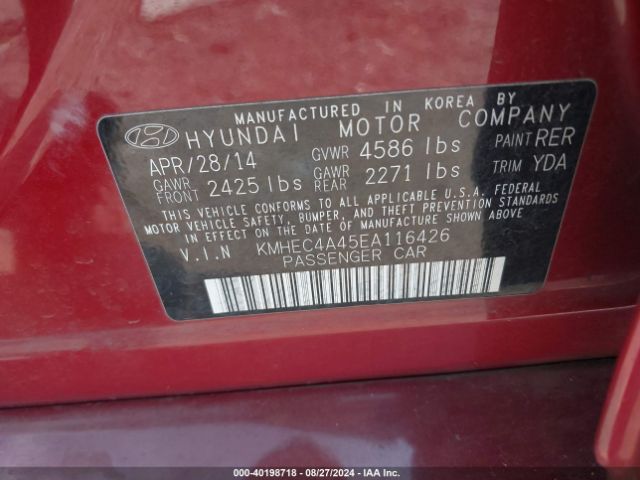 MANUFACTURED IN KOREA BY
HYUNDAI MOTOR COMPANY
APR/28/14 GVWR 4586 lbs PAINT RER
GAWR FRONT 2425 lbs GAWR REAR 2271 lbs TRIM YDA
THIS VEHICLE CONFORMS TO ALL APPLICABLE U.S.A. FEDERAL
MOTOR VEHICLE SAFETY, BUMPER, AND THEFT PREVENTION STANDARDS
IN EFFECT ON THE DATE OF MANUFACTURE SHOWN ABOVE.
V.I.N KMHEC4A45EA116426
PASSENGER CAR
000-40198718 — 08/27/2024 — IAA Inc.